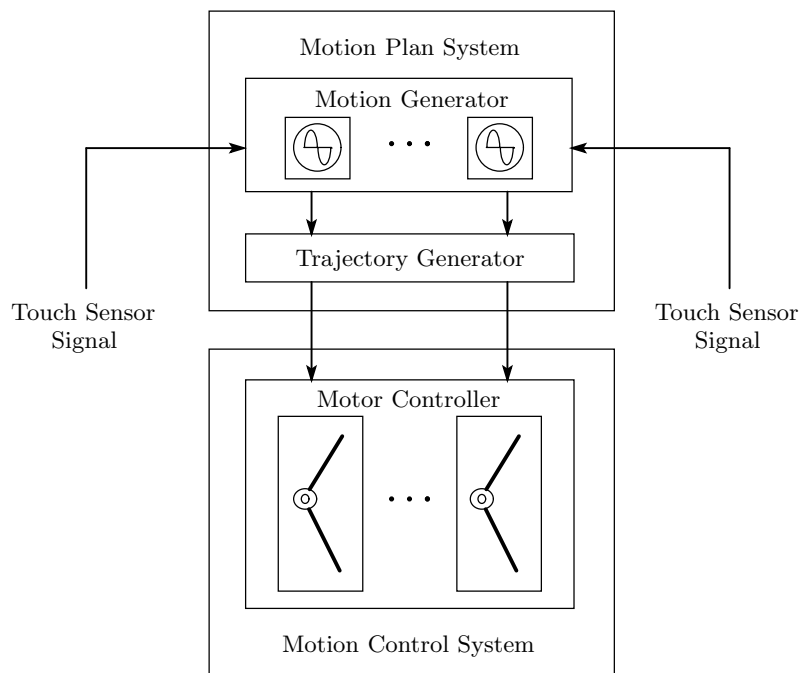 Motion Plan System
Motion Generator
Trajectory Generator
Touch Sensor
Signal
Touch Sensor
Signal
Motor Controller
Motion Control System